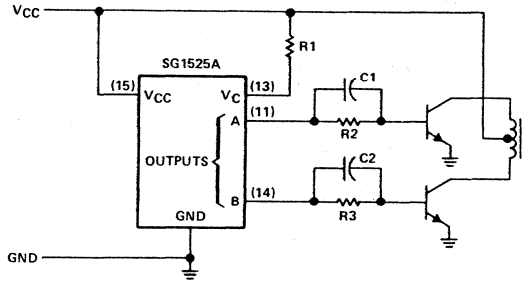 VCC
R1
SG1525A
(15)
(13)
VCC
VC
C1
(11)
A
R2
OUTPUTS
C2
(14)
B
R3
GND
GND